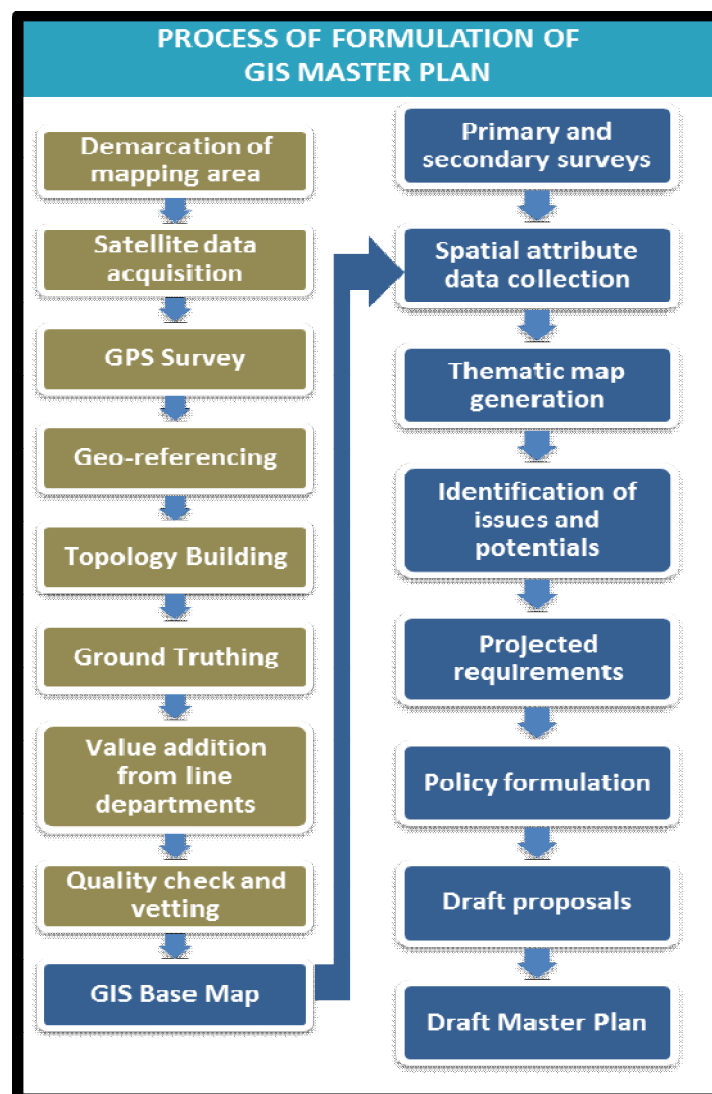 PROCESS OF FORMULATION OF
GIS MASTER PLAN
Demarcation of
mapping area
Satellite data
acquisition
GPS Survey
Geo-referencing
Topology Building
Ground Truthing
Value addition
from line
departments
Quality check and
vetting
GIS Base Map
Primary and
secondary surveys
Spatial attribute
data collection
Thematic map
generation
Identification of
issues and
potentials
Projected
requirements
Policy formulation
Draft proposals
Draft Master Plan